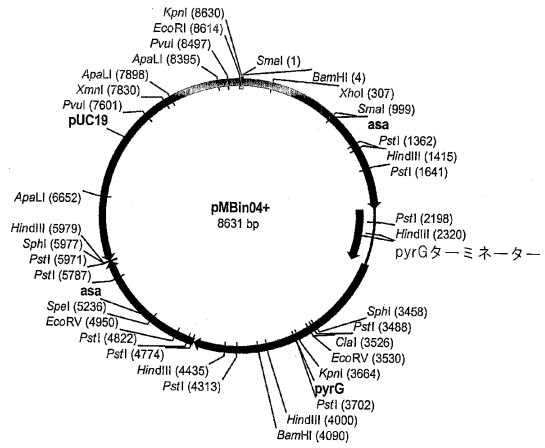 KpnI (8630)
EcoRI (8614)
PvuI (8497)
ApaLI (8395)
SmaI (1)
BamHI (4)
XhoI (307)
ApaLI (7898)
XmnI (7830)
PvuI (7601)
pUC19
SmaI (999)
asa
PstI (1362)
HindIII (1415)
PstI (1641)
ApaLI (6652)
pMBin04+
8631 bp
PstI (2198)
HindIII (2320)
pyrGターミネーター
HindIII (5979)
SphI (5977)
PstI (5971)
PstI (5787)
asa
SpeI (5236)
EcoRV (4950)
PstI (4822)
PstI (4774)
HindIII (4435)
PstI (4313)
SphI (3458)
PstI (3488)
ClaI (3526)
EcoRV (3530)
KpnI (3664)
pyrG
PstI (3702)
HindIII (4000)
BamHI (4090)